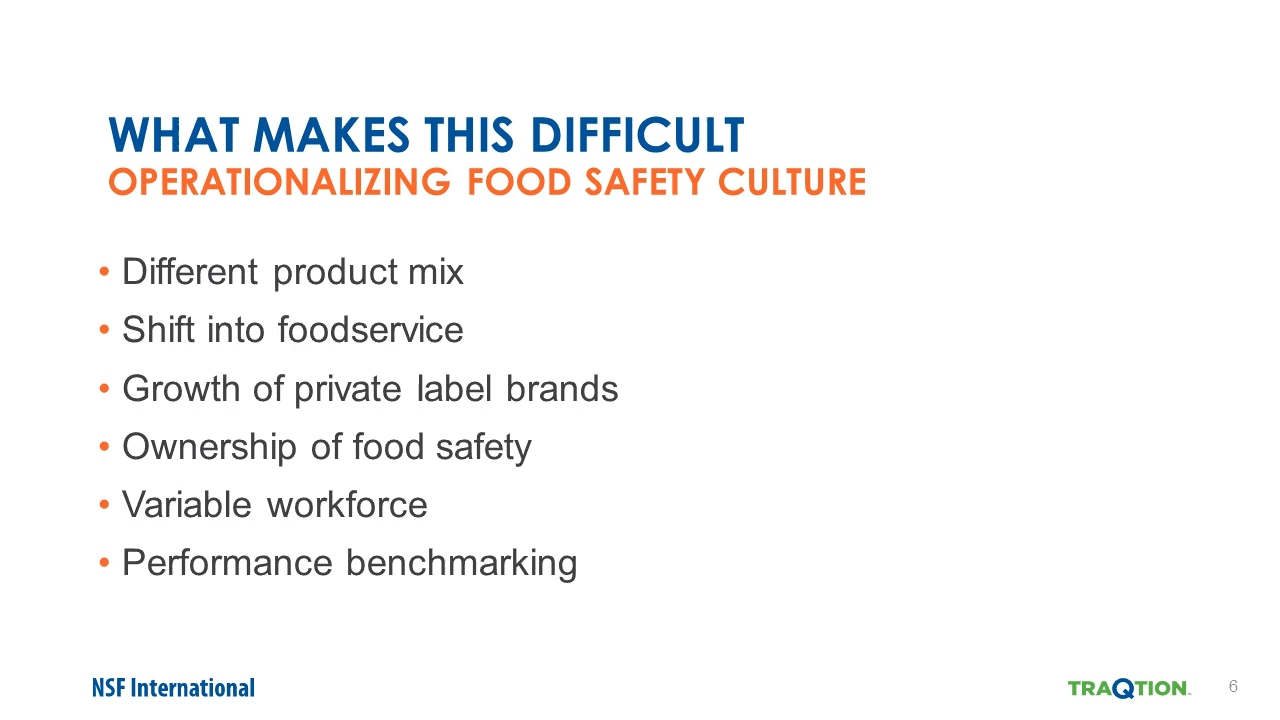 WHAT MAKES THIS DIFFICULT
OPERATIONALIZING FOOD SAFETY CULTURE
• Different product mix
• Shift into foodservice
• Growth of private label brands
• Ownership of food safety
• Variable workforce
• Performance benchmarking
NSF International
TRAQTION™
6